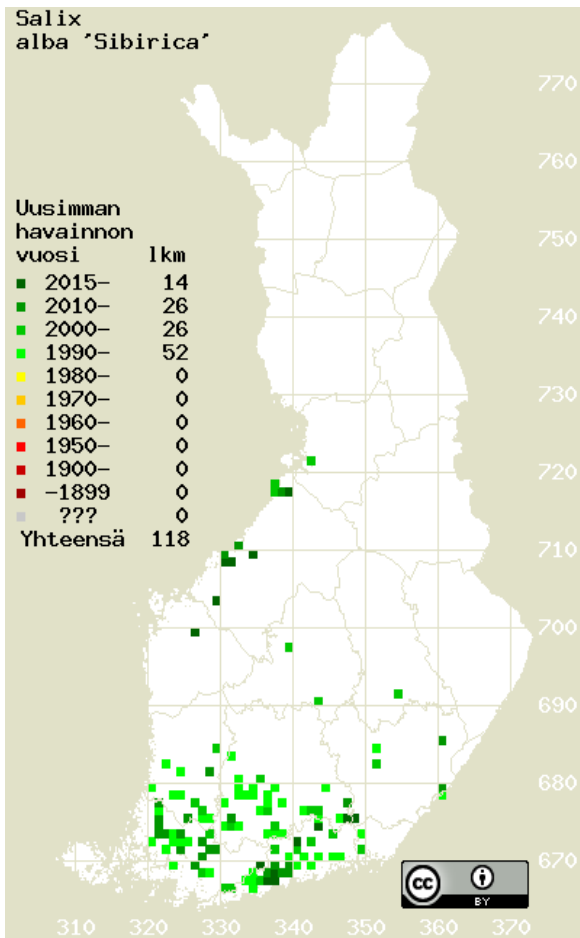 Salix
alba 'Sibirica'
Uusimman
havainnon
vuosi lkm
2015- 14
2010- 26
2000- 26
1990- 52
1980- 0
1970- 0
1960- 0
1950- 0
1900- 0
-1899 0
??? 0
Yhteensä 118
770
760
750
740
730
720
710
700
690
680
670
cc
BY
310 320 330 340 350 360 370